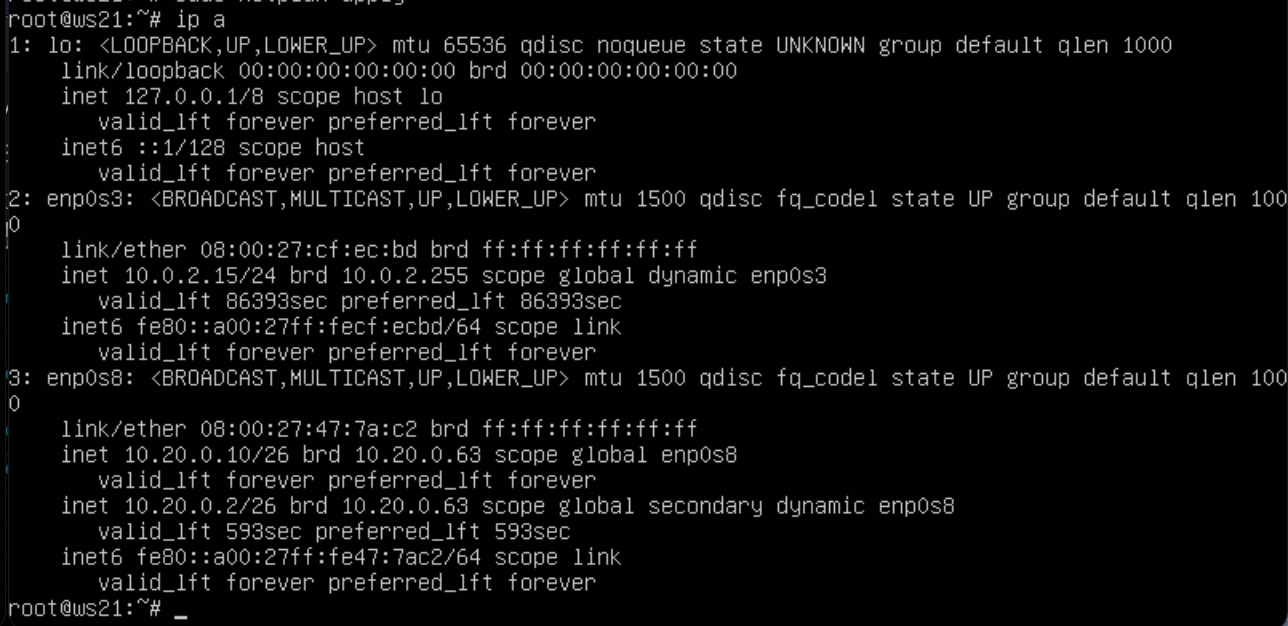 root@ws21:~# ip a
1: lo: <LOOPBACK,UP,LOWER_UP> mtu 65536 qdisc noqueue state UNKNOWN group default qlen 1000
    link/loopback 00:00:00:00:00:00 brd 00:00:00:00:00:00
    inet 127.0.0.1/8 scope host lo
       valid_lft forever preferred_lft forever
    inet6 ::1/128 scope host
       valid_lft forever preferred_lft forever
2: enp0s3: <BROADCAST,MULTICAST,UP,LOWER_UP> mtu 1500 qdisc fq_codel state UP group default qlen 100
0
    link/ether 08:00:27:cf:ec:bd brd ff:ff:ff:ff:ff:ff
    inet 10.0.2.15/24 brd 10.0.2.255 scope global dynamic enp0s3
       valid_lft 86393sec preferred_lft 86393sec
    inet6 fe80::a00:27ff:fecf:ecbd/64 scope link
       valid_lft forever preferred_lft forever
3: enp0s8: <BROADCAST,MULTICAST,UP,LOWER_UP> mtu 1500 qdisc fq_codel state UP group default qlen 100
0
    link/ether 08:00:27:47:7a:c2 brd ff:ff:ff:ff:ff:ff
    inet 10.20.0.10/26 brd 10.20.0.63 scope global enp0s8
       valid_lft forever preferred_lft forever
    inet 10.20.0.2/26 brd 10.20.0.63 scope global secondary dynamic enp0s8
       valid_lft 593sec preferred_lft 593sec
    inet6 fe80::a00:27ff:fe47:7ac2/64 scope link
       valid_lft forever preferred_lft forever
root@ws21:~# _